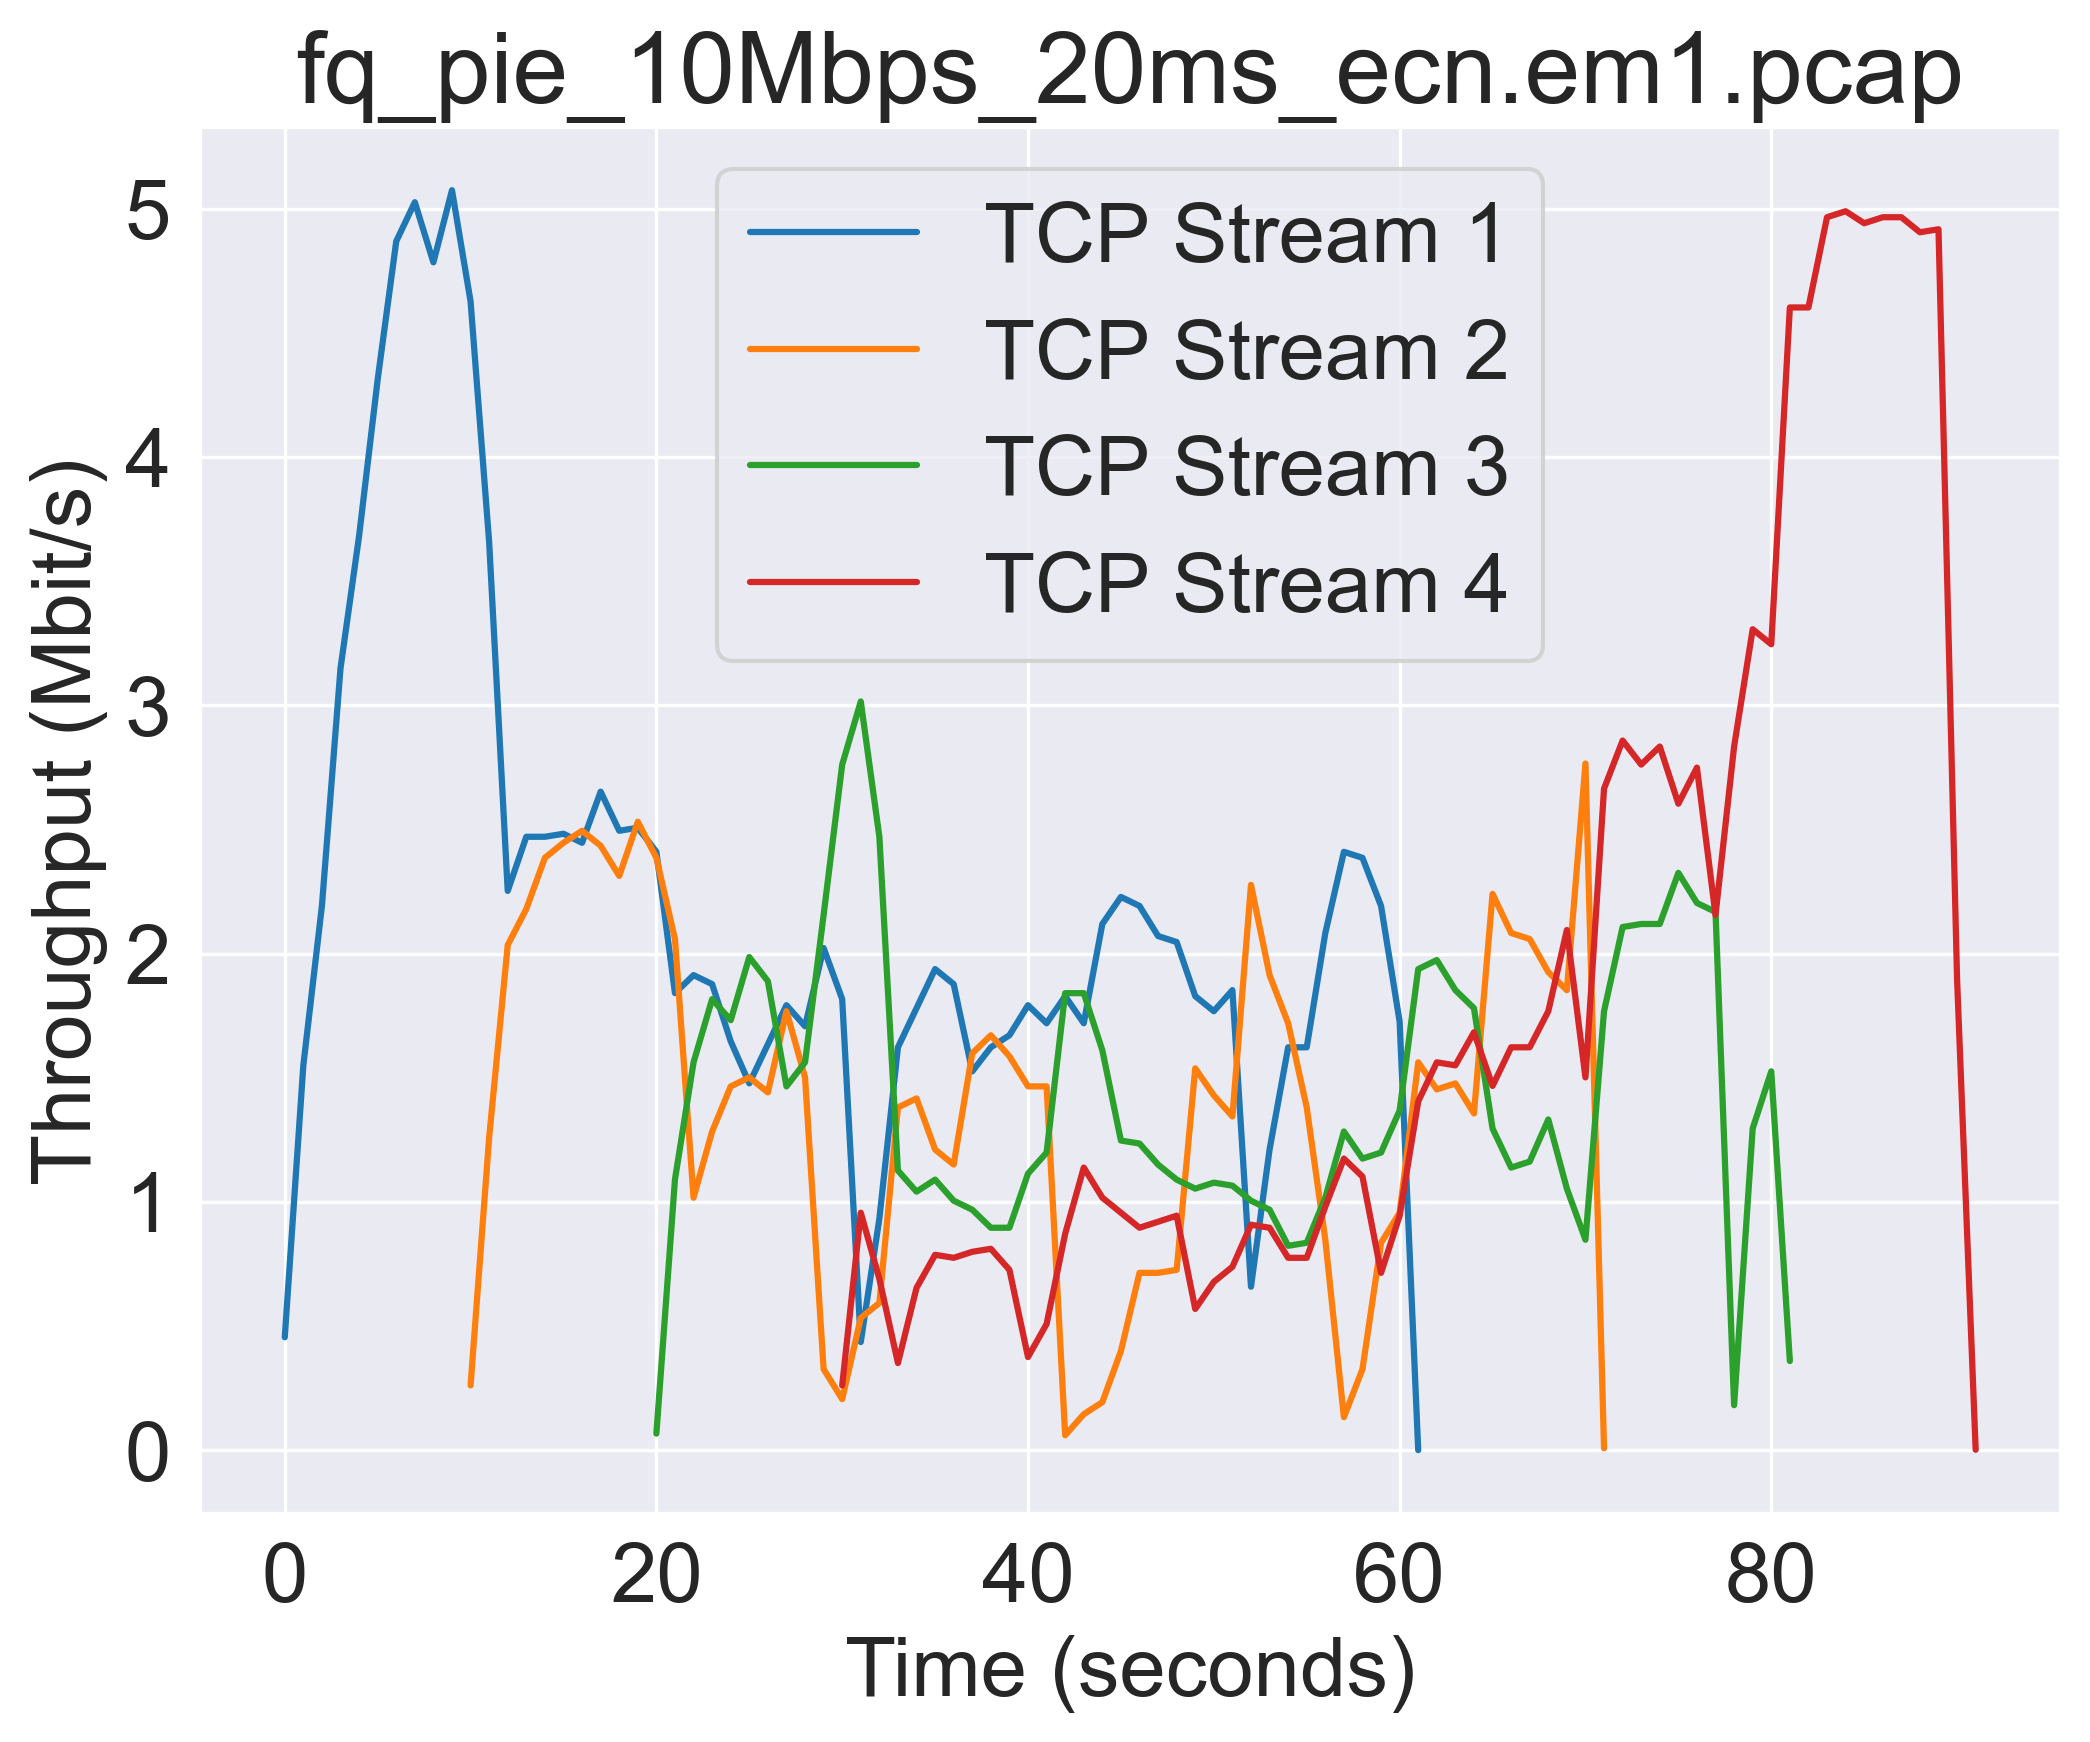 fq_pie_10Mbps_20ms_ecn.em1.pcap
5
4
3
2
1
0
Throughput (Mbit/s)
TCP Stream 1
TCP Stream 2
TCP Stream 3
TCP Stream 4
0 20 40 60 80
Time (seconds)